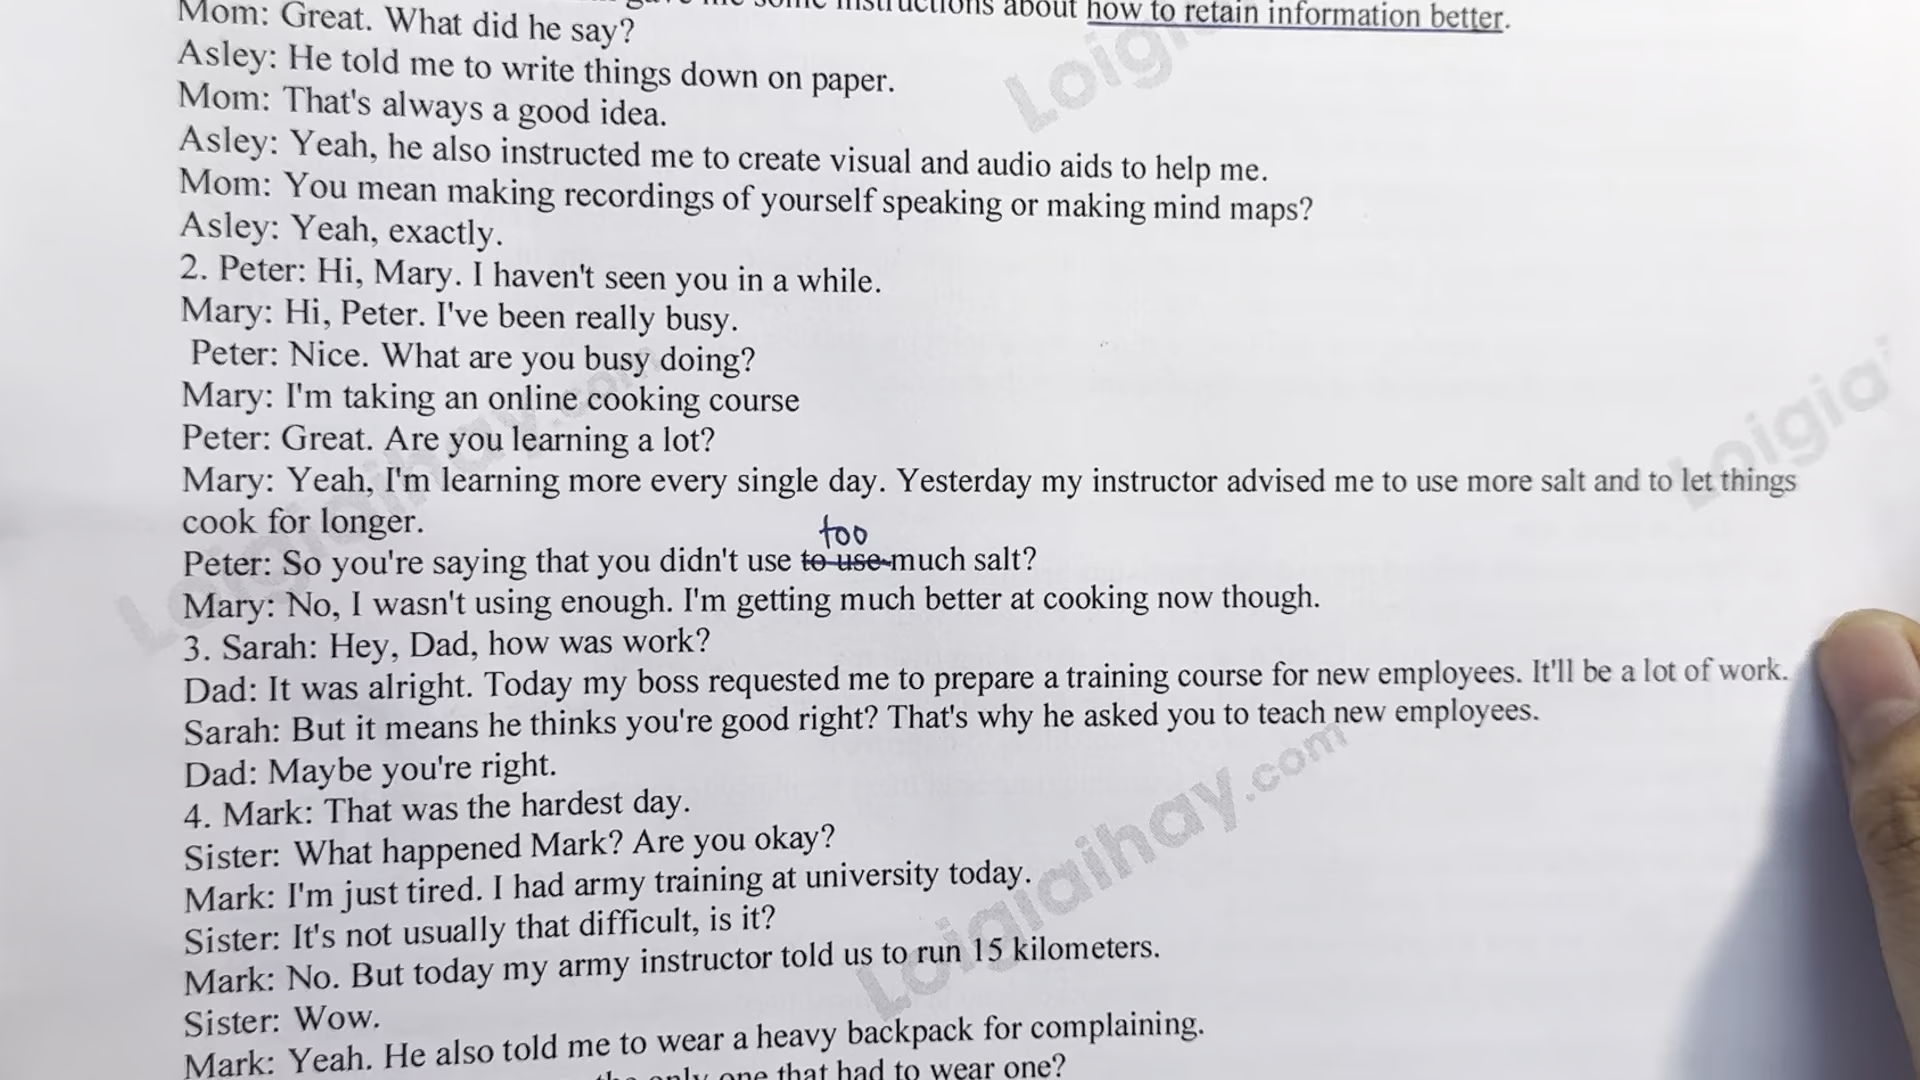 instructions about how to retain information better.
Mom: Great. What did he say?
Asley: He told me to write things down on paper.
Mom: That's always a good idea.
Asley: Yeah, he also instructed me to create visual and audio aids to help me.
Mom: You mean making recordings of yourself speaking or making mind maps?
Asley: Yeah, exactly.
2. Peter: Hi, Mary. I haven't seen you in a while.
Mary: Hi, Peter. I've been really busy.
Peter: Nice. What are you busy doing?
Mary: I'm taking an online cooking course
Peter: Great. Are you learning a lot?
Mary: Yeah, I'm learning more every single day. Yesterday my instructor advised me to use more salt and to let things
cook for longer.
too
Peter: So you're saying that you didn't use to use much salt?
Mary: No, I wasn't using enough. I'm getting much better at cooking now though.
3. Sarah: Hey, Dad, how was work?
Dad: It was alright. Today my boss requested me to prepare a training course for new employees. It'll be a lot of work.
Sarah: But it means he thinks you're good right? That's why he asked you to teach new employees.
Dad: Maybe you're right.
4. Mark: That was the hardest day.
Sister: What happened Mark? Are you okay?
Mark: I'm just tired. I had army training at university today.
Sister: It's not usually that difficult, is it?
Mark: No. But today my army instructor told us to run 15 kilometers.
Sister: Wow.
Mark: Yeah. He also told me to wear a heavy backpack for complaining.
only one that had to wear one?
Loigiaihay.com
Loigiaihay.com
Loigi
Loigia